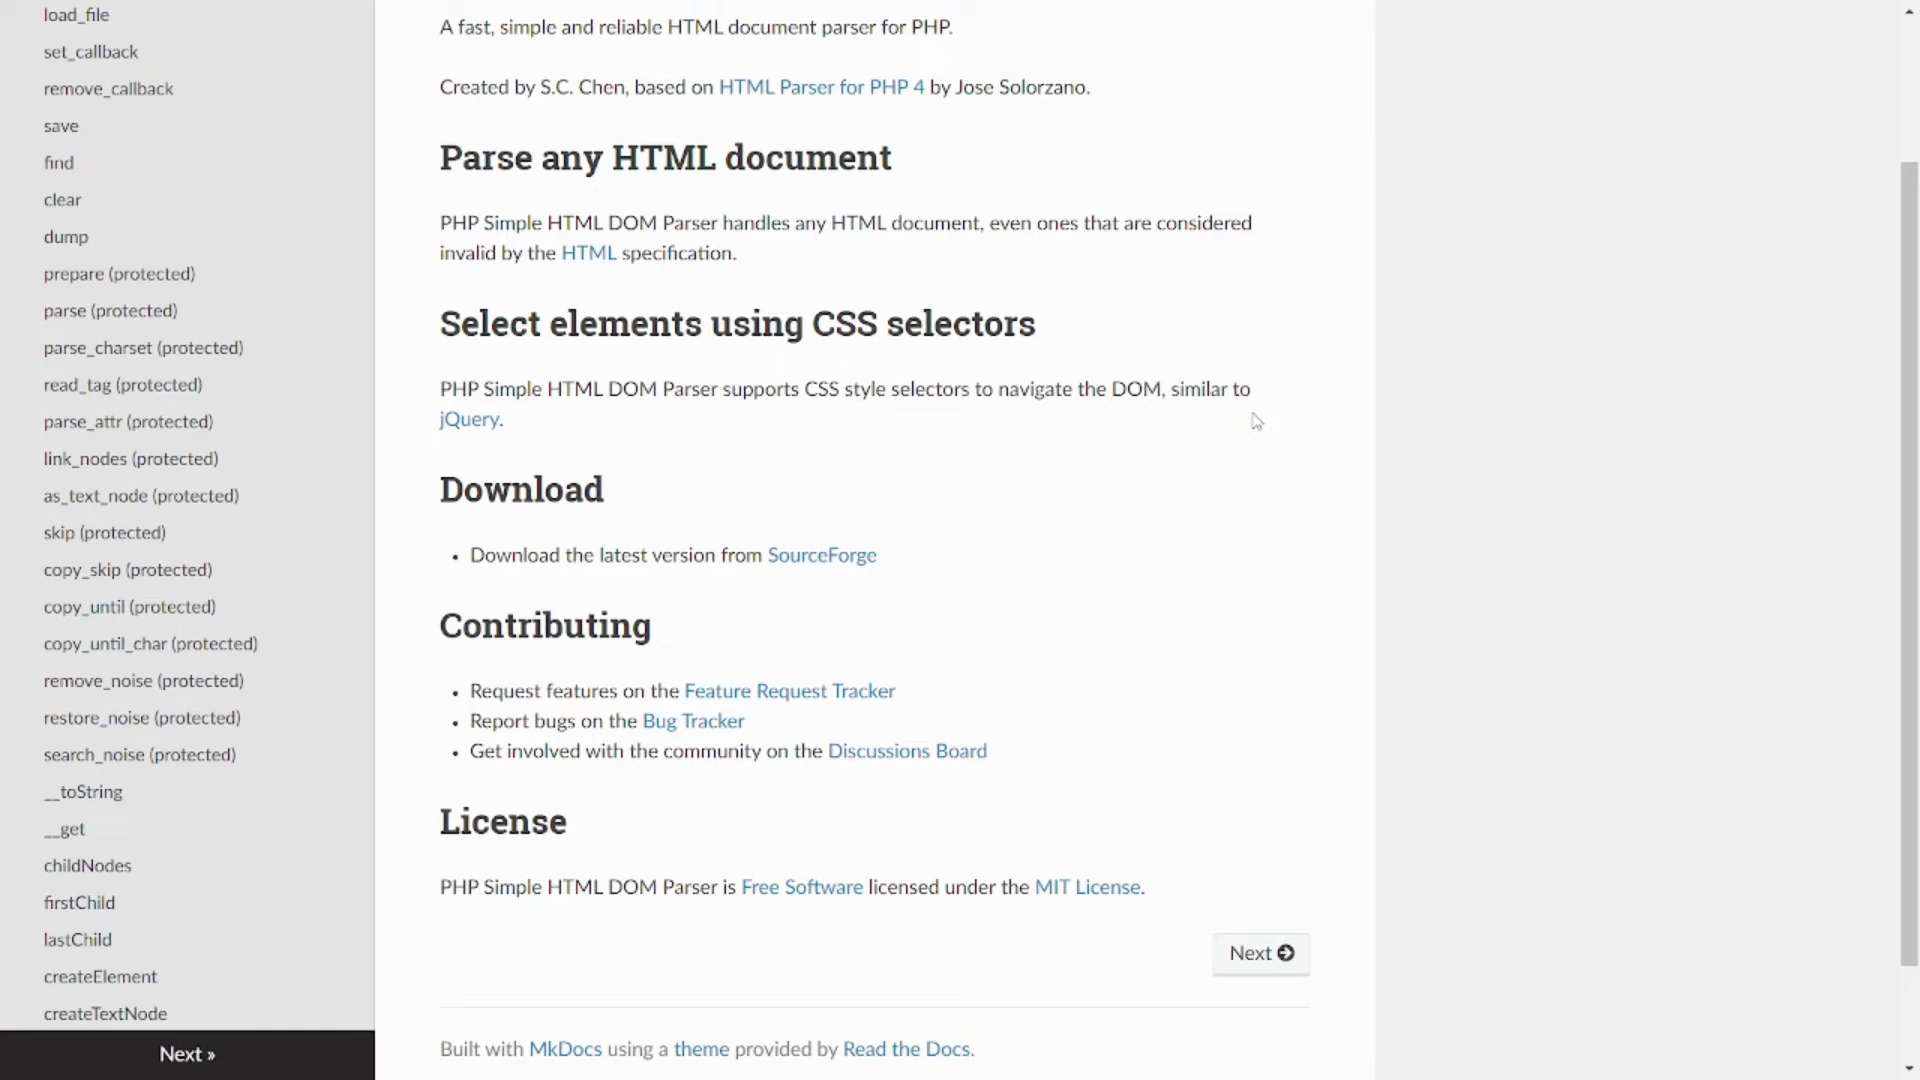 load_file
set_callback
remove_callback
save
find
clear
dump
prepare (protected)
parse (protected)
parse_charset (protected)
read_tag (protected)
parse_attr (protected)
link_nodes (protected)
as_text_node (protected)
skip (protected)
copy_skip (protected)
copy_until (protected)
copy_until_char (protected)
remove_noise (protected)
restore_noise (protected)
search_noise (protected)
__toString
__get
childNodes
firstChild
lastChild
createElement
createTextNode
Next »
A fast, simple and reliable HTML document parser for PHP.
Created by S.C. Chen, based on HTML Parser for PHP 4 by Jose Solorzano.
Parse any HTML document
PHP Simple HTML DOM Parser handles any HTML document, even ones that are considered
invalid by the HTML specification.
Select elements using CSS selectors
PHP Simple HTML DOM Parser supports CSS style selectors to navigate the DOM, similar to
jQuery.
Download
• Download the latest version from SourceForge
Contributing
• Request features on the Feature Request Tracker
• Report bugs on the Bug Tracker
• Get involved with the community on the Discussions Board
License
PHP Simple HTML DOM Parser is Free Software licensed under the MIT License.
Next
Built with MkDocs using a theme provided by Read the Docs.